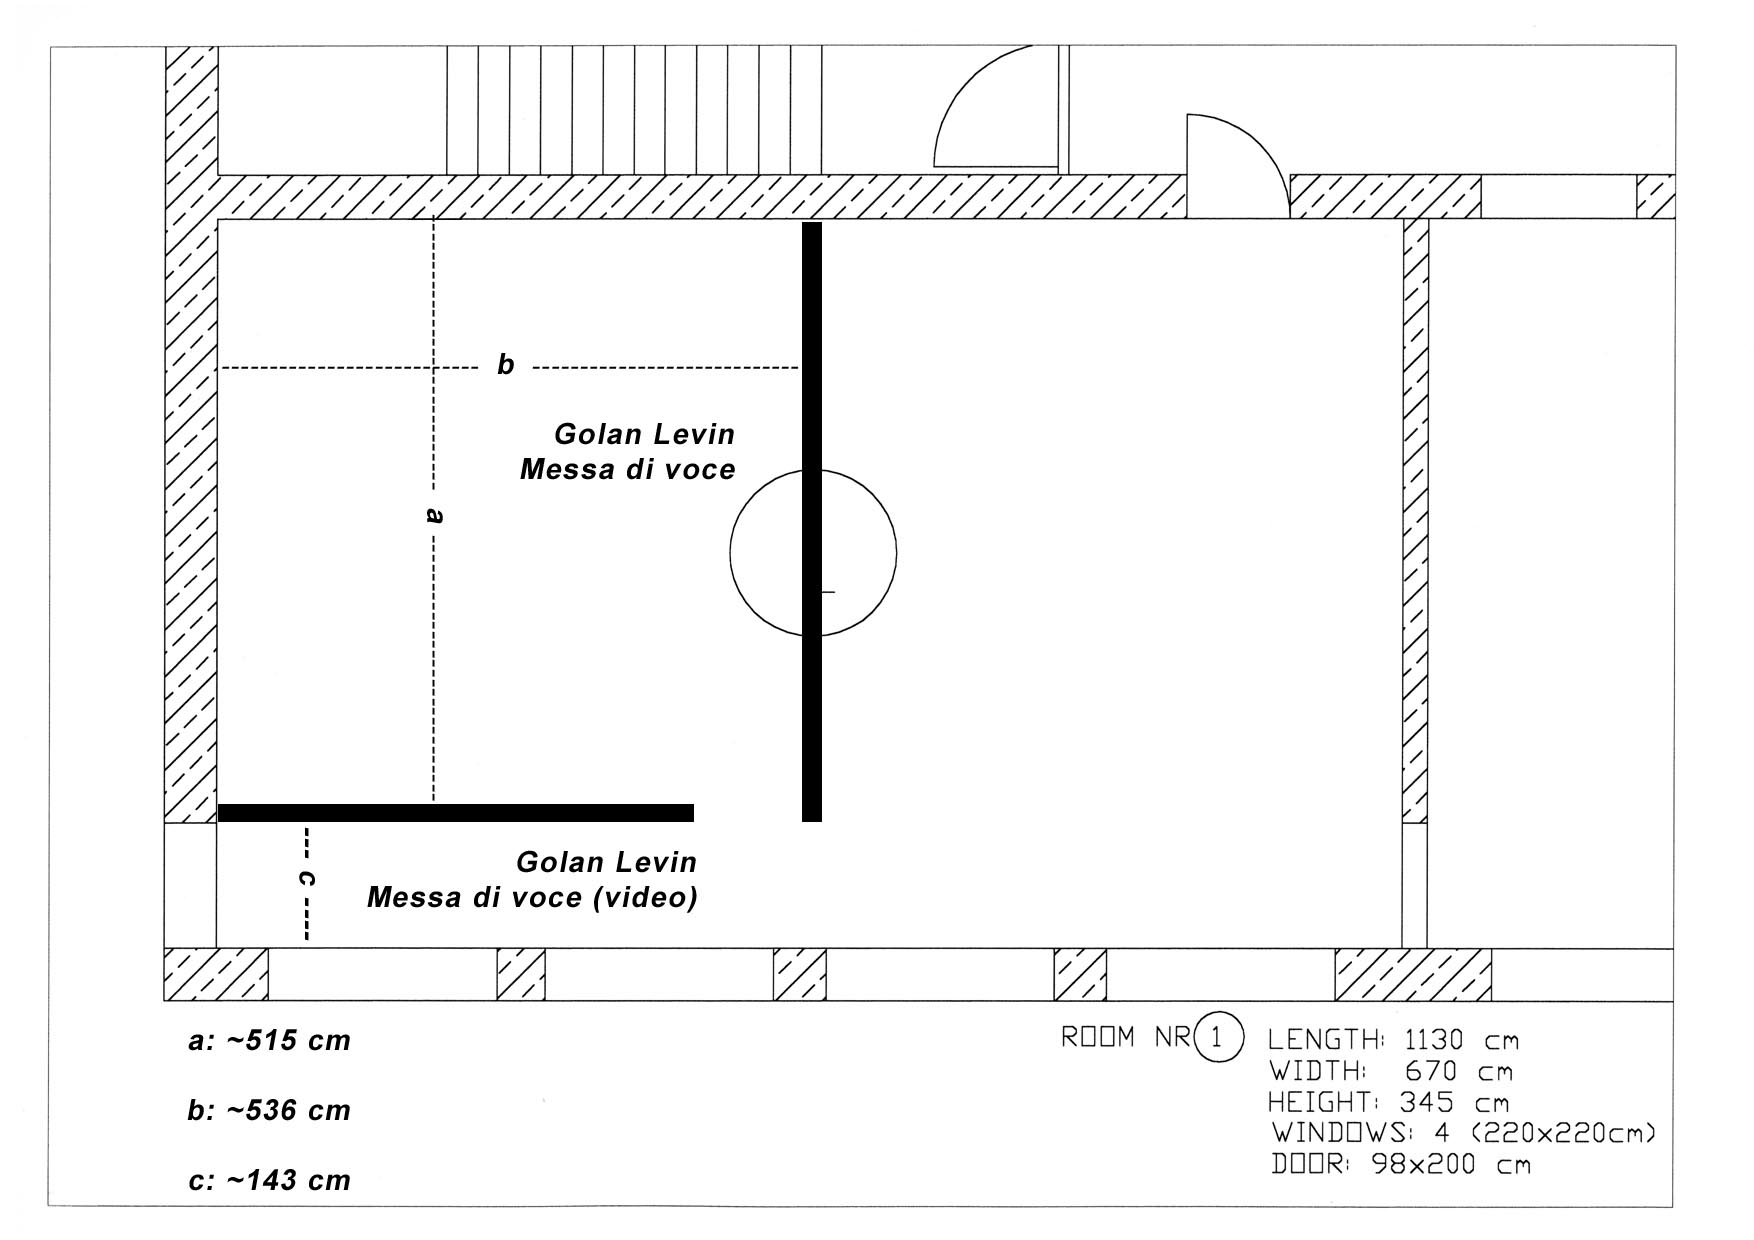 b
Golan Levin
Messa di voce
a
Golan Levin
Messa di voce (video)
c
a: ~515 cm
b: ~536 cm
c: ~143 cm
ROOM NR 1
LENGTH: 1130 cm
WIDTH: 670 cm
HEIGHT: 345 cm
WINDOWS: 4 (220x220cm)
DOOR: 98x200 cm